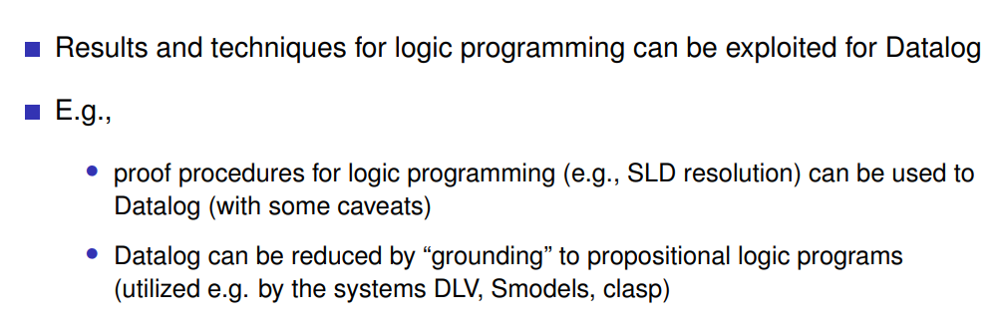 Results and techniques for logic programming can be exploited for Datalog
E.g.,
proof procedures for logic programming (e.g., SLD resolution) can be used to
Datalog (with some caveats)
Datalog can be reduced by “grounding” to propositional logic programs
(utilized e.g. by the systems DLV, Smodels, clasp)